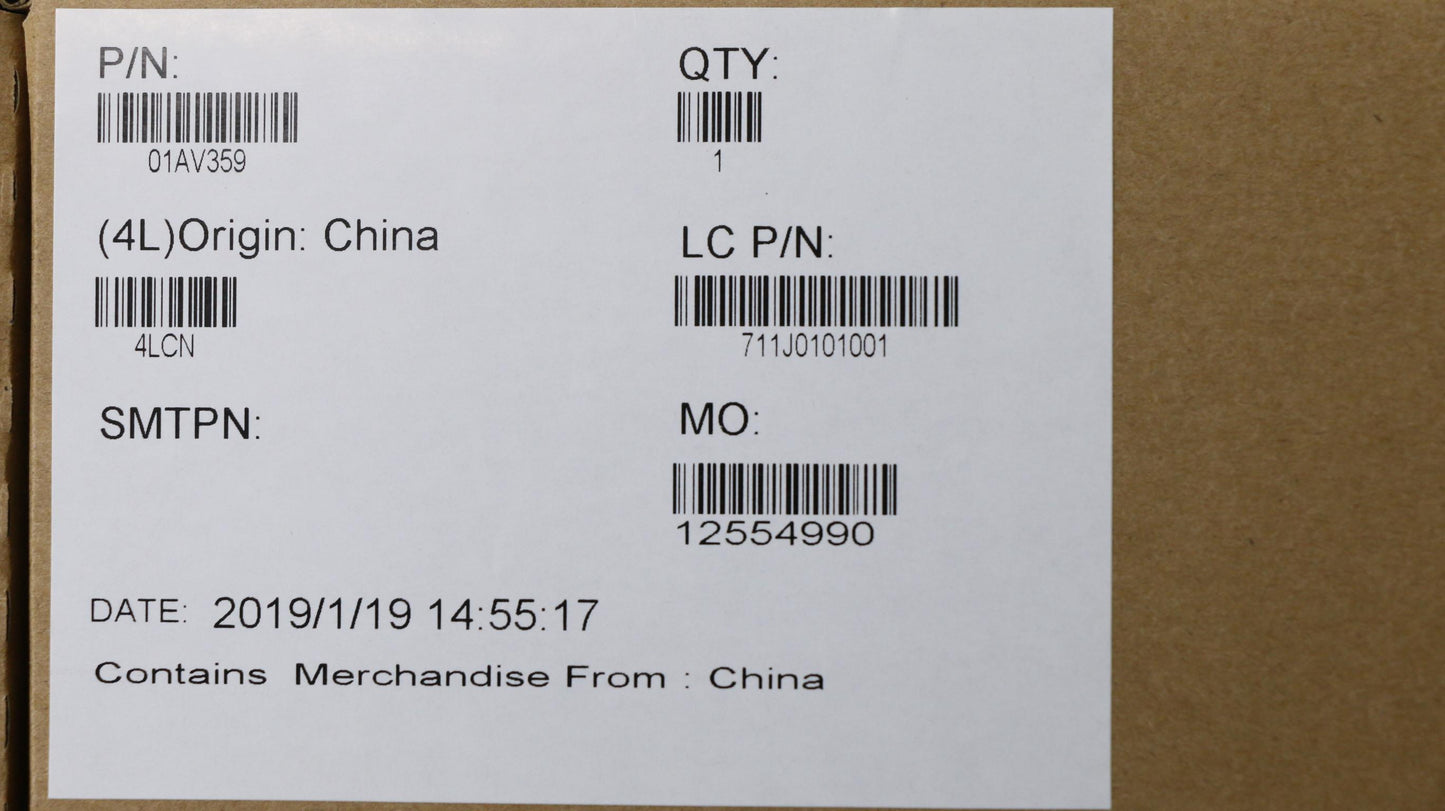 P/N:
01AV359
QTY:
1
(4L)Origin: China
4LCN
LC P/N:
711J0101001
SMTPN:
MO:
12554990
DATE: 2019/1/19 14:55:17
Contains Merchandise From : China